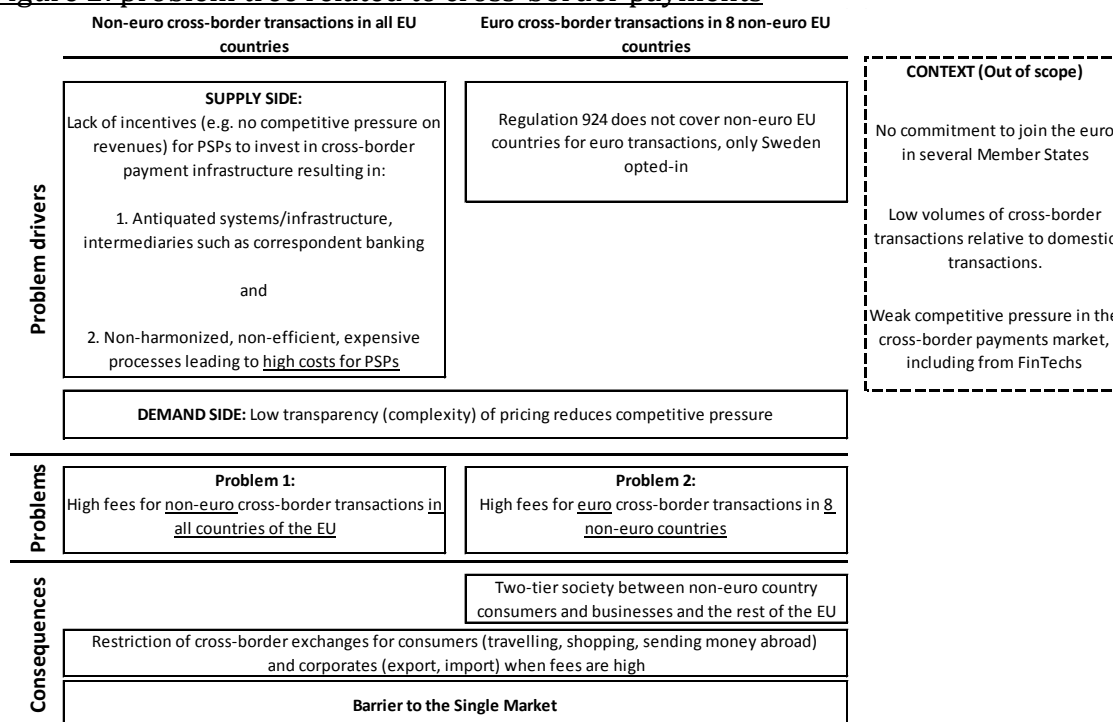 Non-euro cross-border transactions in all EU
countries
Euro cross-border transactions in 8 non-euro EU
countries
CONTEXT (Out of scope)
No commitment to join the euro
in several Member States
Low volumes of cross-border
transactions relative to domestic
transactions.
Weak competitive pressure in the
cross-border payments market,
including from FinTechs
Problem drivers
SUPPLY SIDE:
Lack of incentives (e.g. no competitive pressure on
revenues) for PSPs to invest in cross-border
payment infrastructure resulting in:
1. Antiquated systems/infrastructure,
intermediaries such as correspondent banking
and
2. Non-harmonized, non-efficient, expensive
processes leading to high costs for PSPs
Regulation 924 does not cover non-euro EU
countries for euro transactions, only Sweden
opted-in
DEMAND SIDE: Low transparency (complexity) of pricing reduces competitive pressure
Problems
Problem 1:
High fees for non-euro cross-border transactions in
all countries of the EU
Problem 2:
High fees for euro cross-border transactions in 8
non-euro countries
Consequences
Two-tier society between non-euro country
consumers and businesses and the rest of the EU
Restriction of cross-border exchanges for consumers (travelling, shopping, sending money abroad)
and corporates (export, import) when fees are high
Barrier to the Single Market